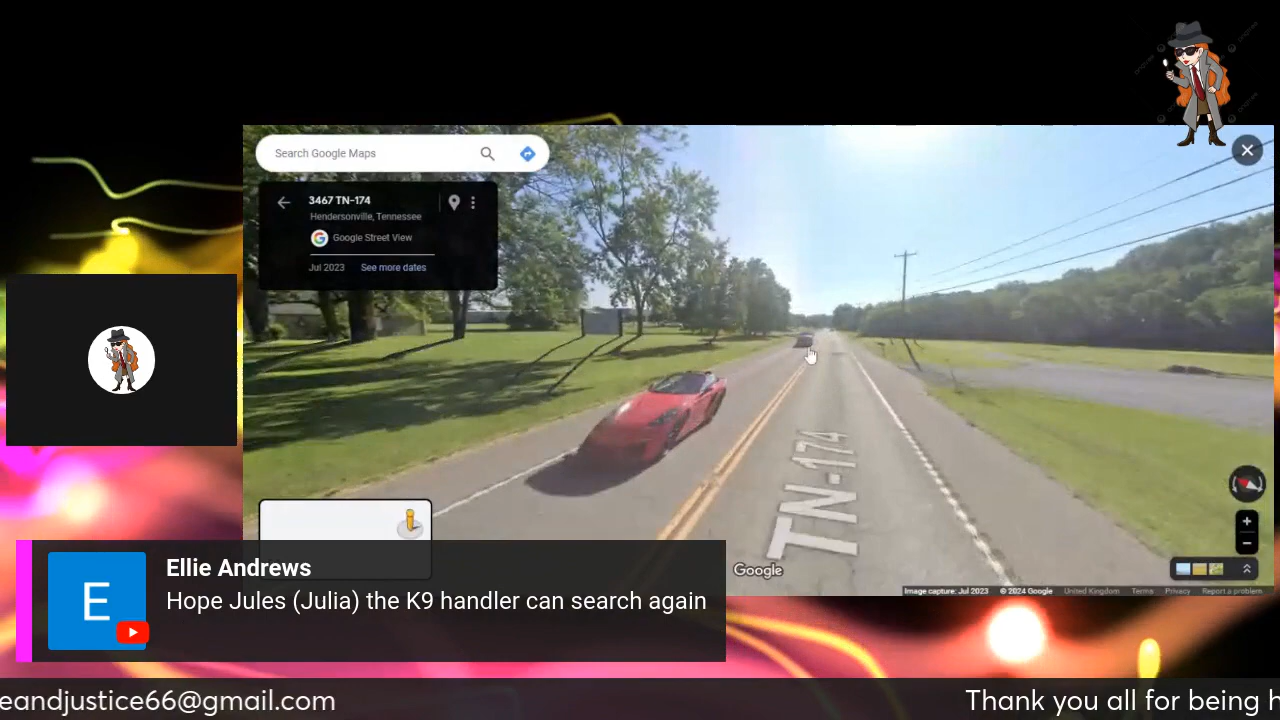 Search Google Maps
3467 TN-174
Hendersonville, Tennessee
Google Street View
Jul 2023 See more dates
TN-174
Google
Image capture: Jul 2023 © 2024 Google United Kingdom Terms Privacy Report a problem
E
Ellie Andrews
Hope Jules (Julia) the K9 handler can search again
eandjustice66@gmail.com
Thank you all for being h